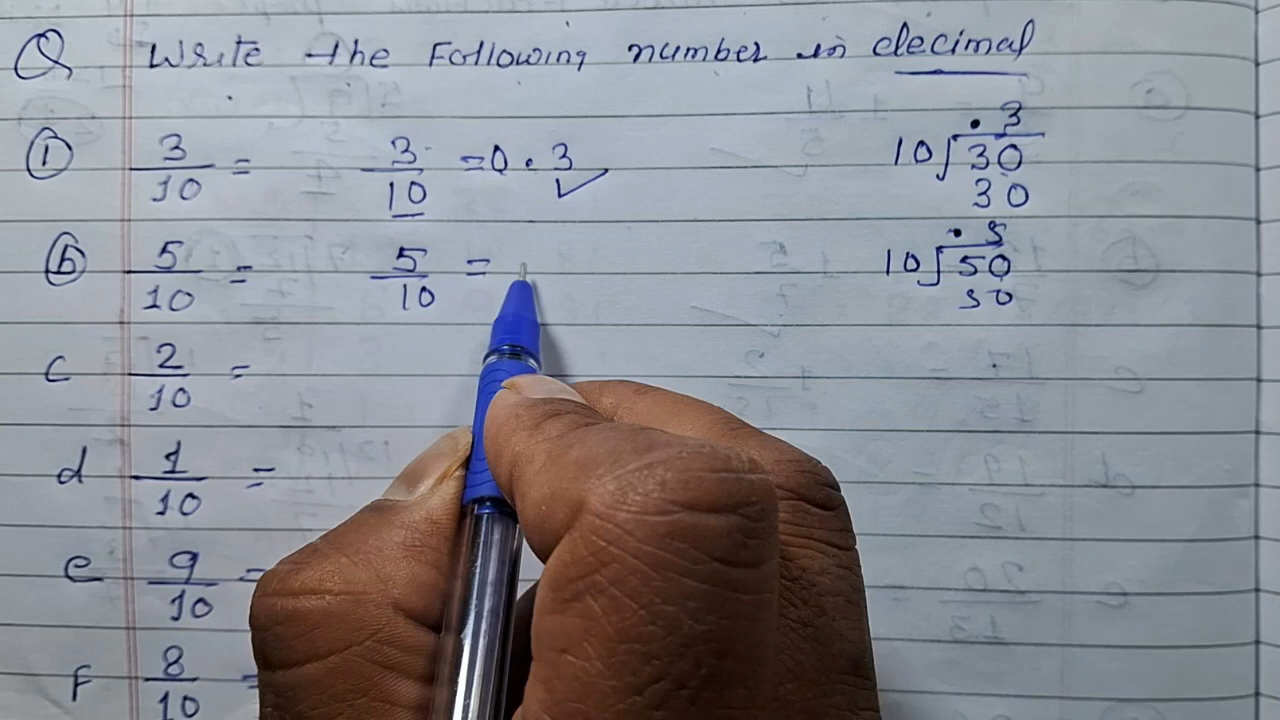 Q Write the Following number in decimal
① 3/10 = 3/10 = 0.3 ✓ 10)30 .3
30
ⓑ 5/10 = 5/10 = 10)50 .5
50
c 2/10 =
d 1/10 =
e 9/10 =
F 8/10 =